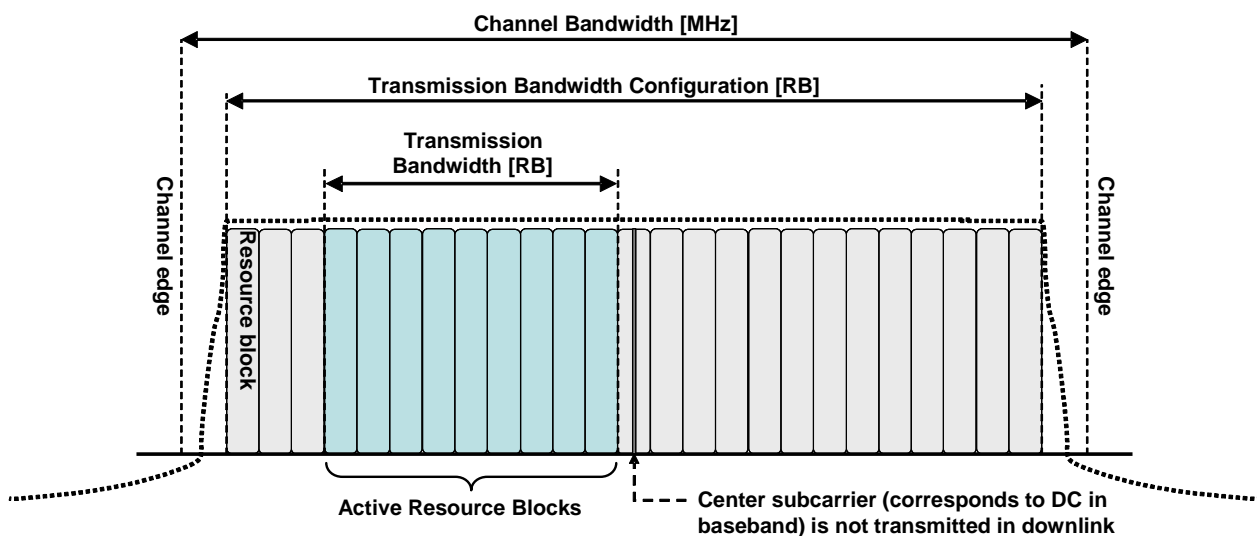 Channel Bandwidth [MHz]
Transmission Bandwidth Configuration [RB]
Transmission
Bandwidth [RB]
Channel edge
Channel edge
Resource block
Active Resource Blocks
Center subcarrier (corresponds to DC in
baseband) is not transmitted in downlink